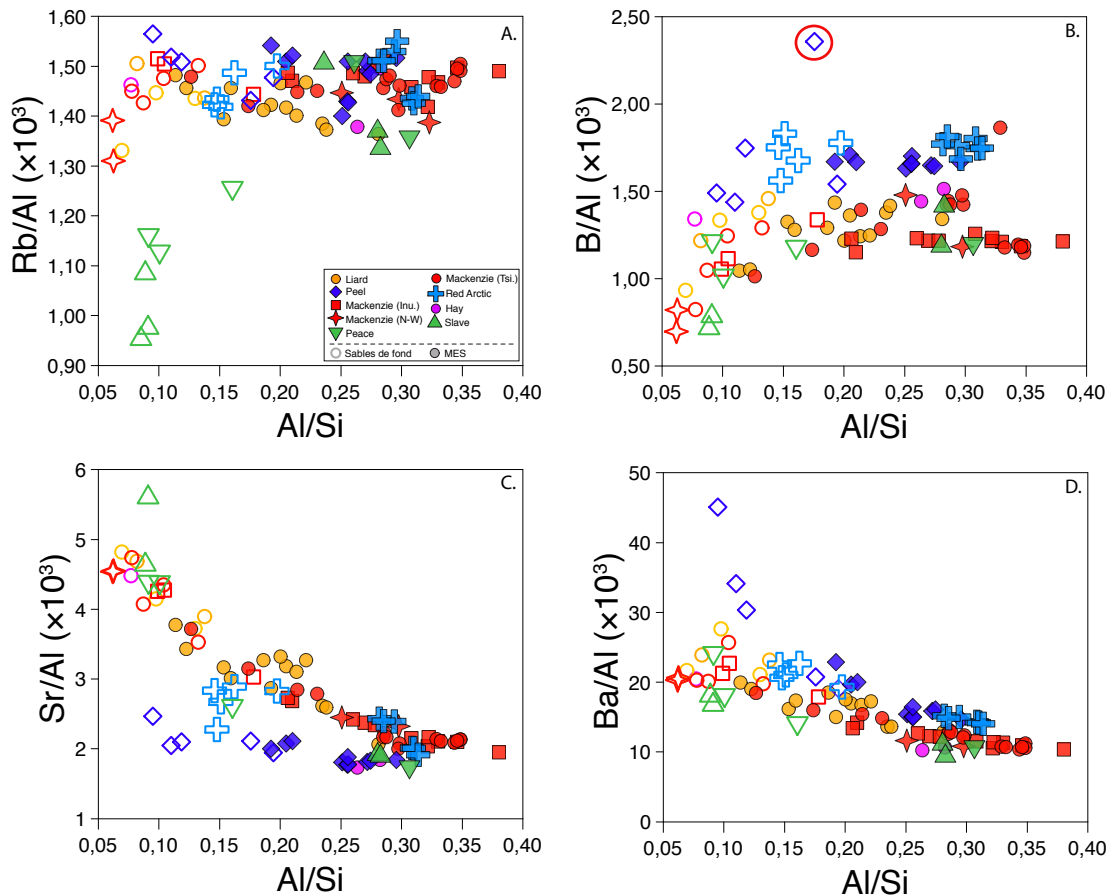 1,60
1,50
1,40
1,30
1,20
1,10
1,00
0,90
Rb/Al (×10³)
A.
Liard
Peel
Mackenzie (Inu.)
Mackenzie (N-W)
Peace
Mackenzie (Tsi.)
Red Arctic
Hay
Slave
Sables de fond
MES
0,05 0,10 0,15 0,20 0,25 0,30 0,35 0,40
Al/Si
2,50
2,00
1,50
1,00
0,50
B/Al (×10³)
B.
0,05 0,10 0,15 0,20 0,25 0,30 0,35 0,40
Al/Si
6
5
4
3
2
1
Sr/Al (×10³)
C.
0,05 0,10 0,15 0,20 0,25 0,30 0,35 0,40
Al/Si
50
40
30
20
10
0
Ba/Al (×10³)
D.
0,05 0,10 0,15 0,20 0,25 0,30 0,35 0,40
Al/Si